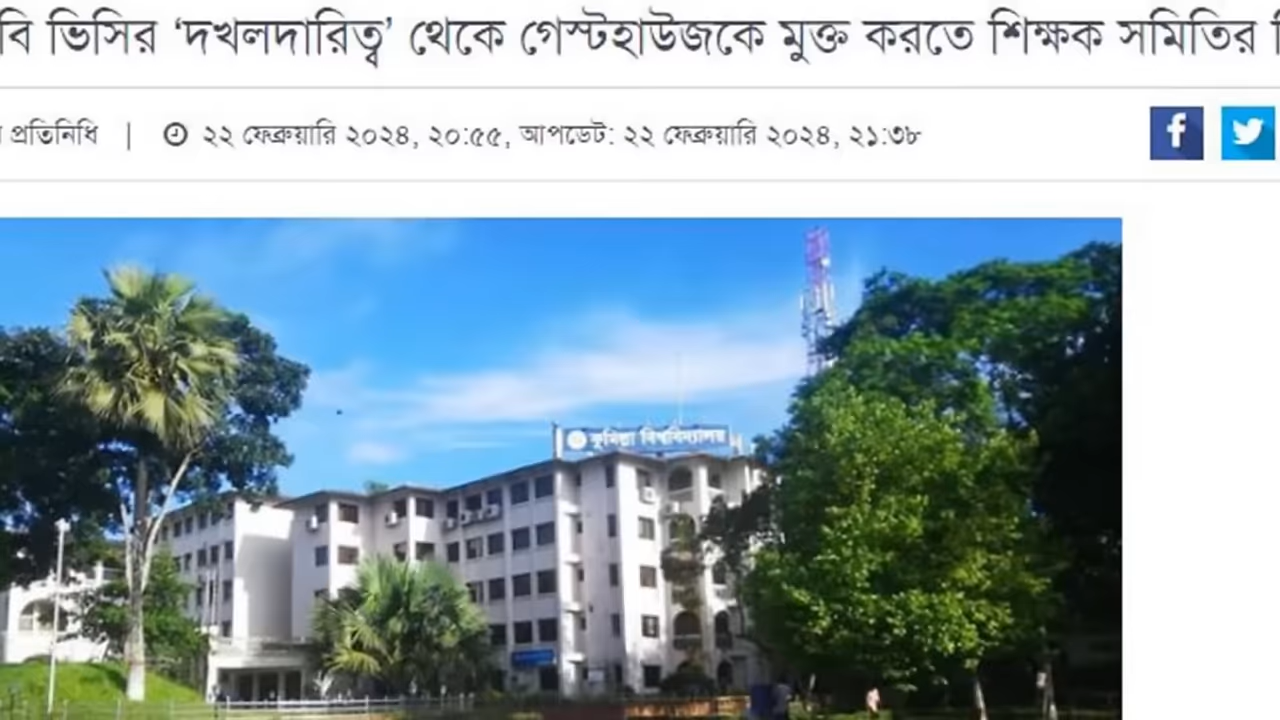 বি ভিসির ‘দখলদারিত্ব’ থেকে গেস্টহাউজকে মুক্ত করতে শিক্ষক সমিতির
প্রতিনিধি | ২২ ফেব্রুয়ারি ২০২৪, ২০:৫৫, আপডেট: ২২ ফেব্রুয়ারি ২০২৪, ২১:৩৮
কুমিল্লা বিশ্ববিদ্যালয়